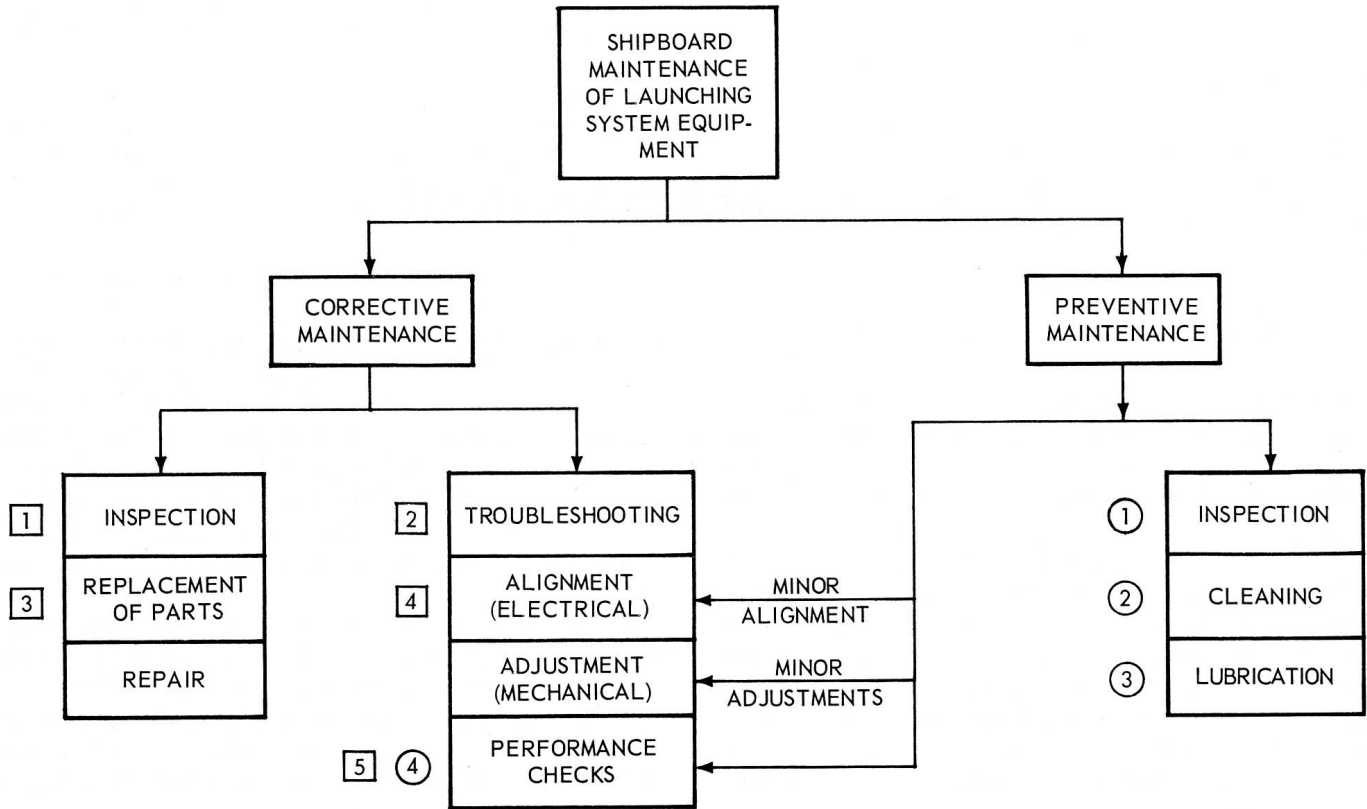 SHIPBOARD
MAINTENANCE
OF LAUNCHING
SYSTEM EQUIP-
MENT
CORRECTIVE
MAINTENANCE
PREVENTIVE
MAINTENANCE
1
INSPECTION
3
REPLACEMENT
OF PARTS
REPAIR
2
TROUBLESHOOTING
4
ALIGNMENT
(ELECTRICAL)
ADJUSTMENT
(MECHANICAL)
5
4
PERFORMANCE
CHECKS
MINOR
ALIGNMENT
MINOR
ADJUSTMENTS
1
INSPECTION
2
CLEANING
3
LUBRICATION